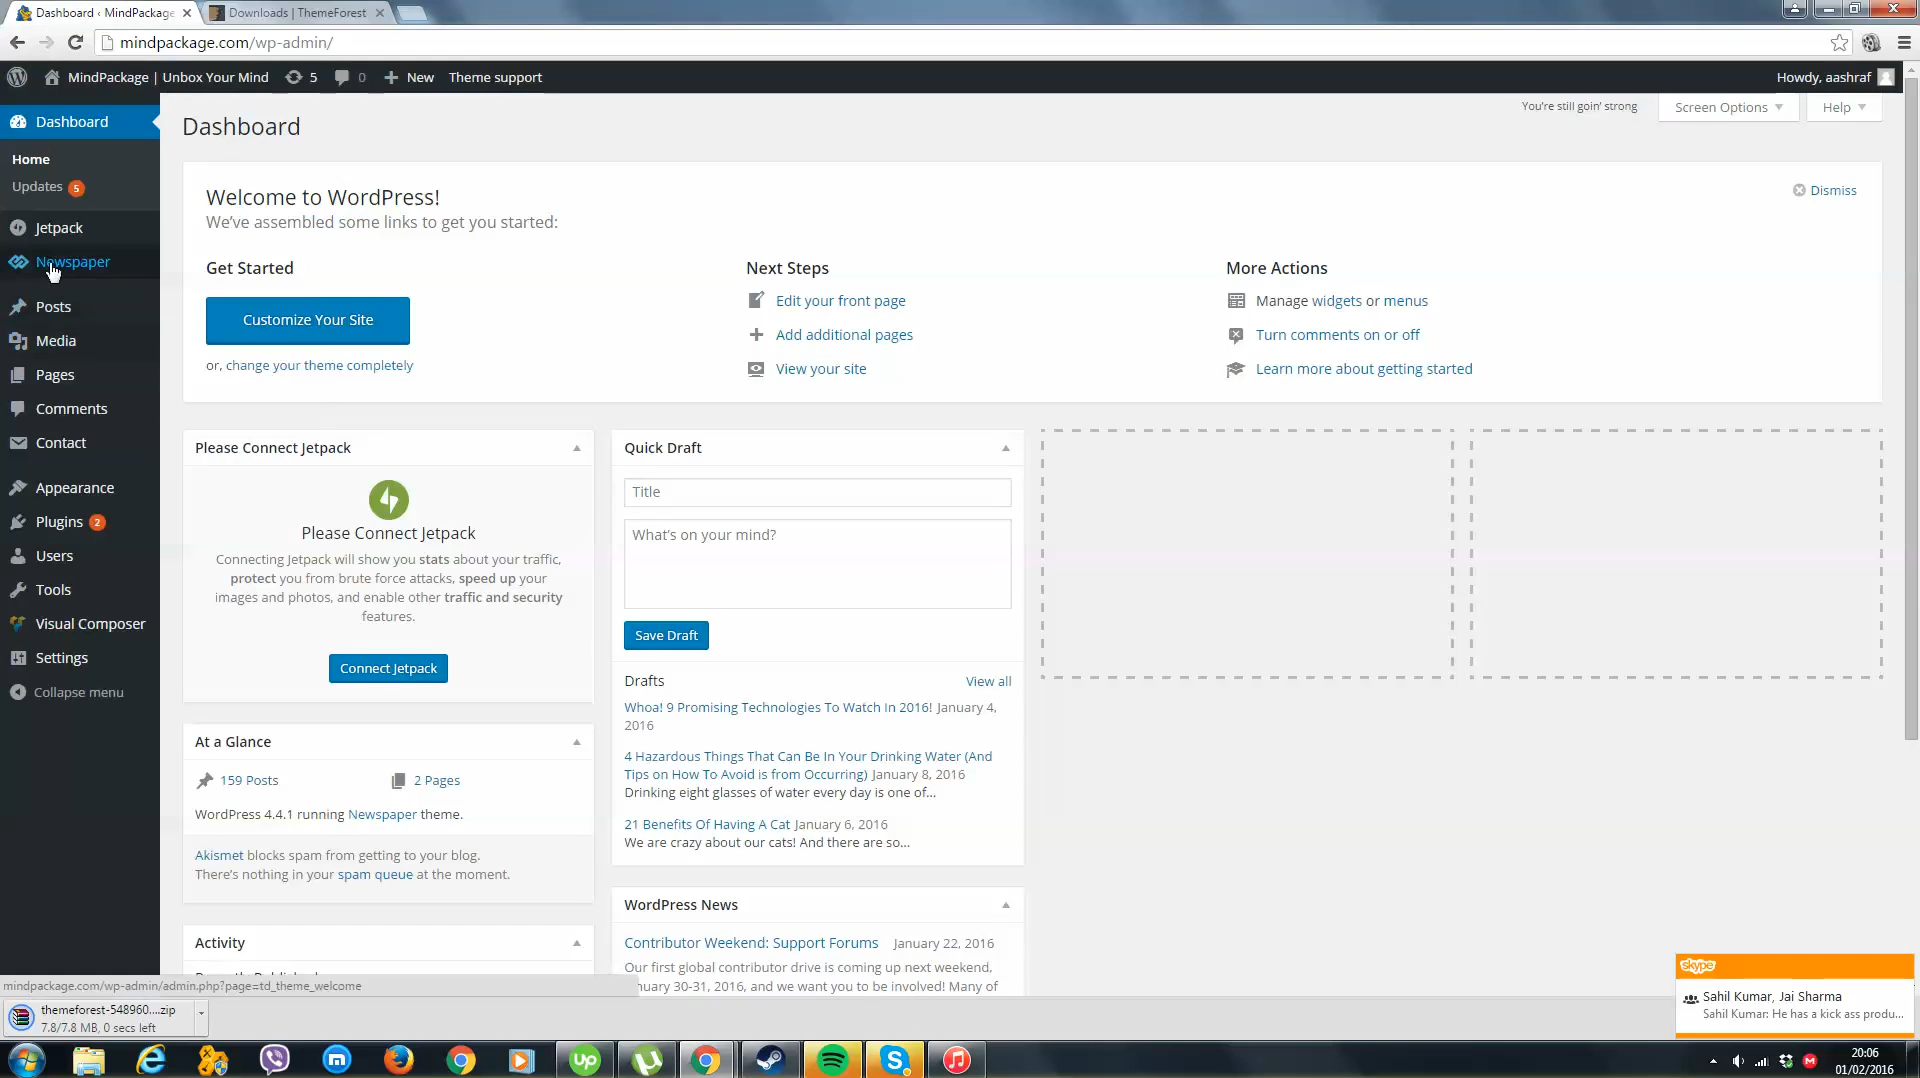 Dashboard ‹ MindPackage
Downloads | ThemeForest
mindpackage.com/wp-admin/
MindPackage | Unbox Your Mind
5
0
New
Theme support
Howdy, aashraf
Dashboard
Home
Updates 5
Jetpack
Newspaper
Posts
Media
Pages
Comments
Contact
Appearance
Plugins 2
Users
Tools
Visual Composer
Settings
Collapse menu
You're still goin' strong
Screen Options
Help
Dashboard
Welcome to WordPress!
We've assembled some links to get you started:
Dismiss
Get Started
Customize Your Site
or, change your theme completely
Next Steps
Edit your front page
Add additional pages
View your site
More Actions
Manage widgets or menus
Turn comments on or off
Learn more about getting started
Please Connect Jetpack
Please Connect Jetpack
Connecting Jetpack will show you stats about your traffic,
protect you from brute force attacks, speed up your
images and photos, and enable other traffic and security
features.
Connect Jetpack
At a Glance
159 Posts
2 Pages
WordPress 4.4.1 running Newspaper theme.
Akismet blocks spam from getting to your blog.
There's nothing in your spam queue at the moment.
Activity
Quick Draft
Title
What's on your mind?
Save Draft
Drafts
View all
Whoa! 9 Promising Technologies To Watch In 2016! January 4,
2016
4 Hazardous Things That Can Be In Your Drinking Water (And
Tips on How To Avoid is from Occurring) January 8, 2016
Drinking eight glasses of water every day is one of…
21 Benefits Of Having A Cat January 6, 2016
We are crazy about our cats! And there are so…
WordPress News
Contributor Weekend: Support Forums January 22, 2016
Our first global contributor drive is coming up next weekend,
nuary 30-31, 2016, and we want you to be involved! Many of
mindpackage.com/wp-admin/admin.php?page=td_theme_welcome
themeforest-548960....zip
7.8/7.8 MB, 0 secs left
skype
Sahil Kumar, Jai Sharma
Sahil Kumar: He has a kick ass produ...
20:06
01/02/2016